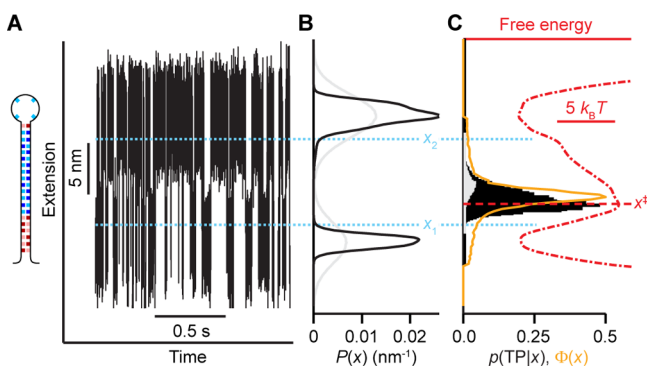 A
B
C
Free energy
5 kBT
Extension
5 nm
x2
x1
x‡
0.5 s
Time
0
0.01
0.02
P(x) (nm⁻¹)
0
0.25
0.5
p(TP|x), Φ(x)